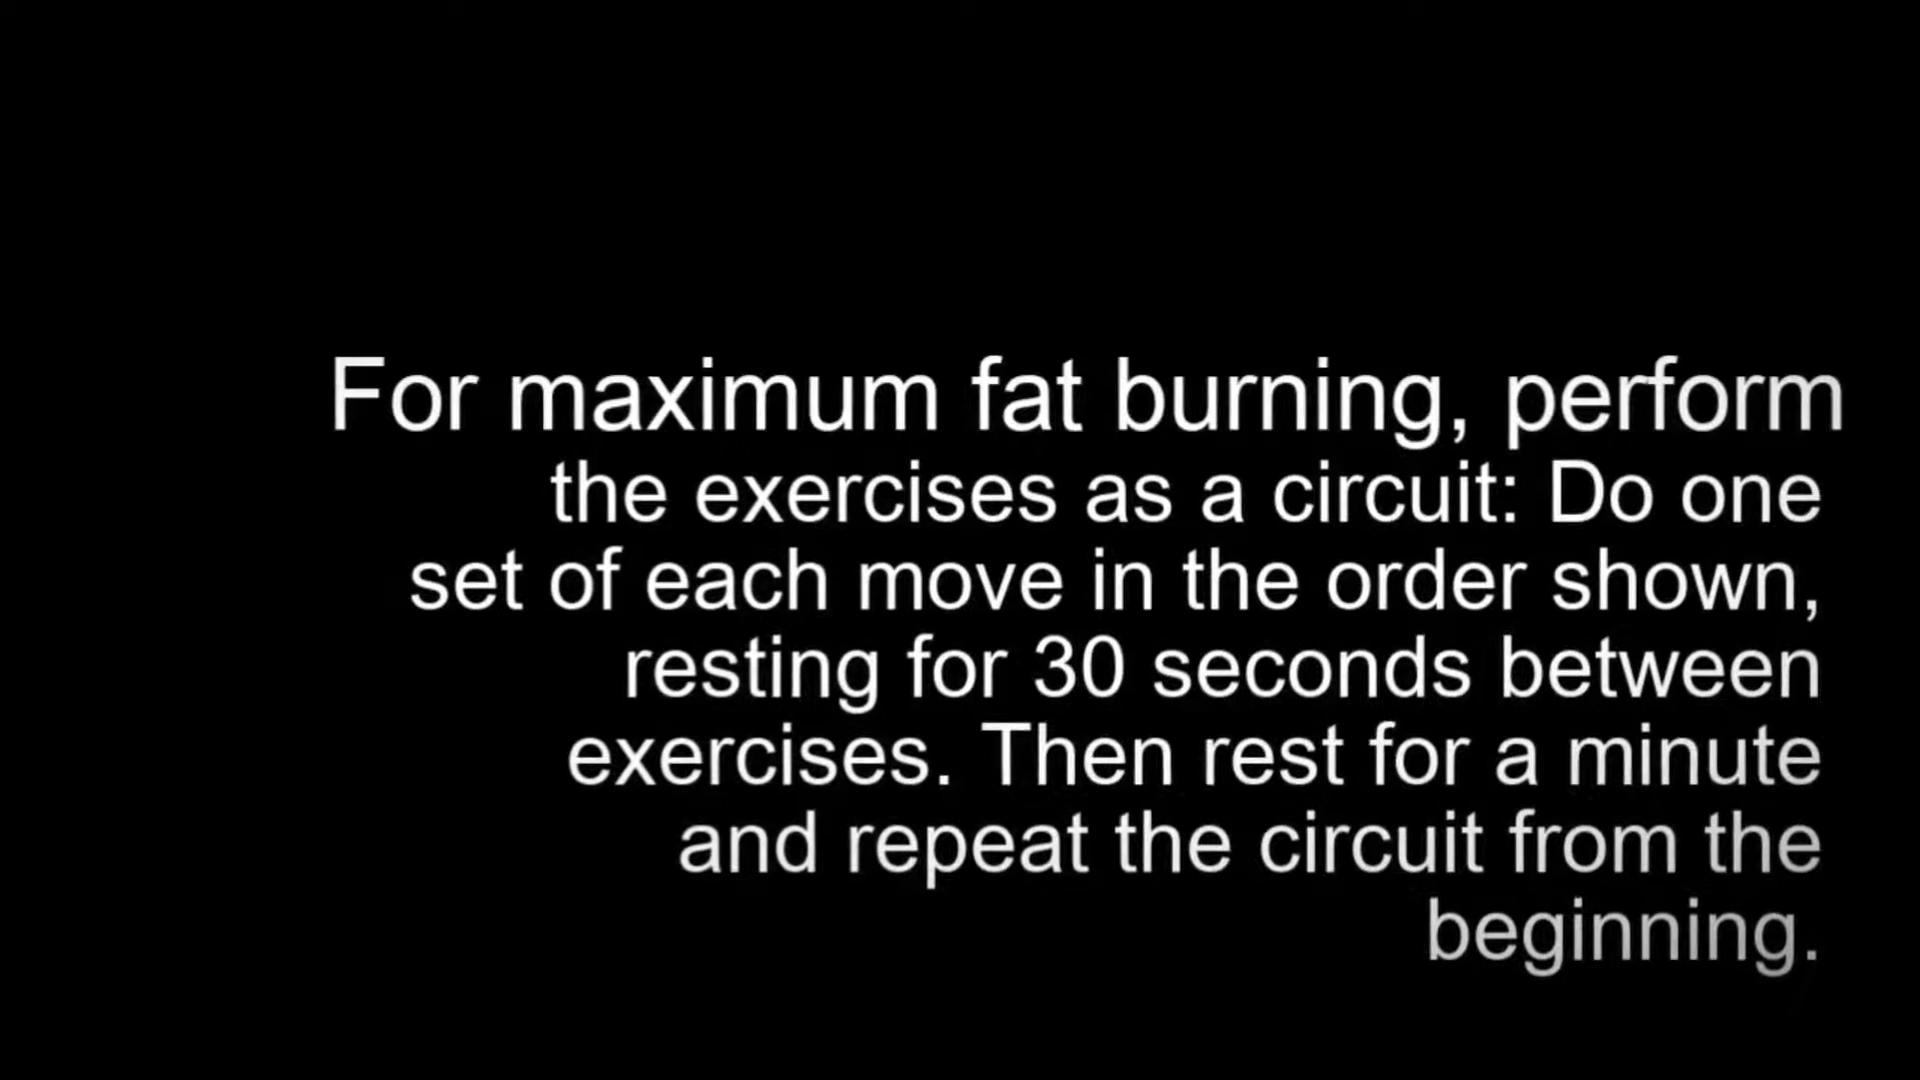 For maximum fat burning, perform
the exercises as a circuit: Do one
set of each move in the order shown,
resting for 30 seconds between
exercises. Then rest for a minute
and repeat the circuit from the
beginning.